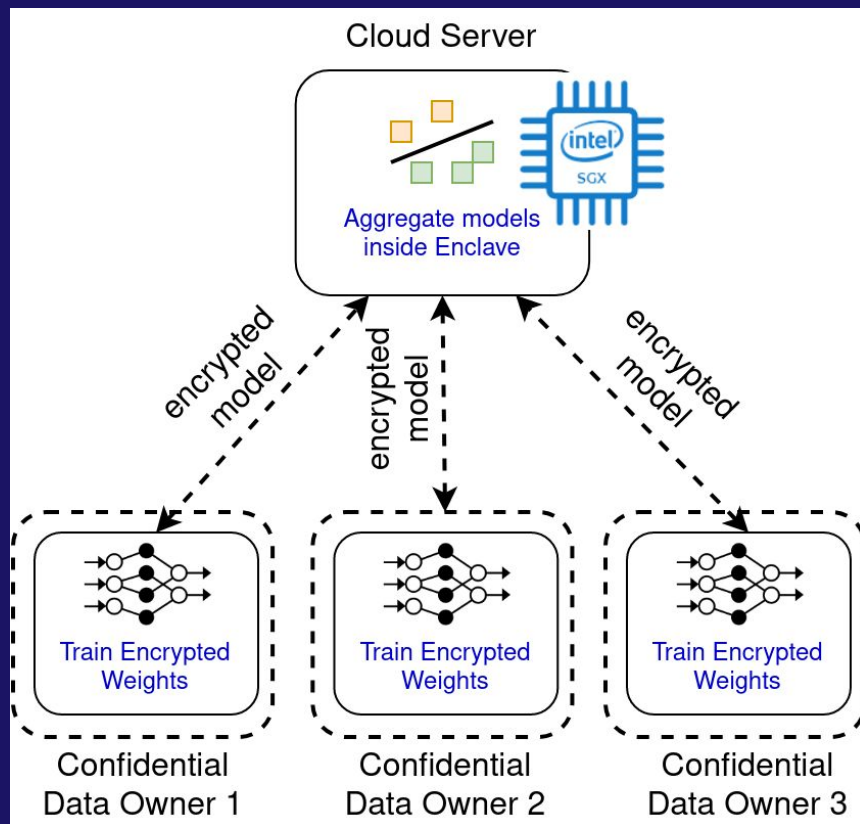 Cloud Server
intel
SGX
Aggregate models
inside Enclave
encrypted
model
encrypted
model
encrypted
model
Train Encrypted
Weights
Train Encrypted
Weights
Train Encrypted
Weights
Confidential
Data Owner 1
Confidential
Data Owner 2
Confidential
Data Owner 3